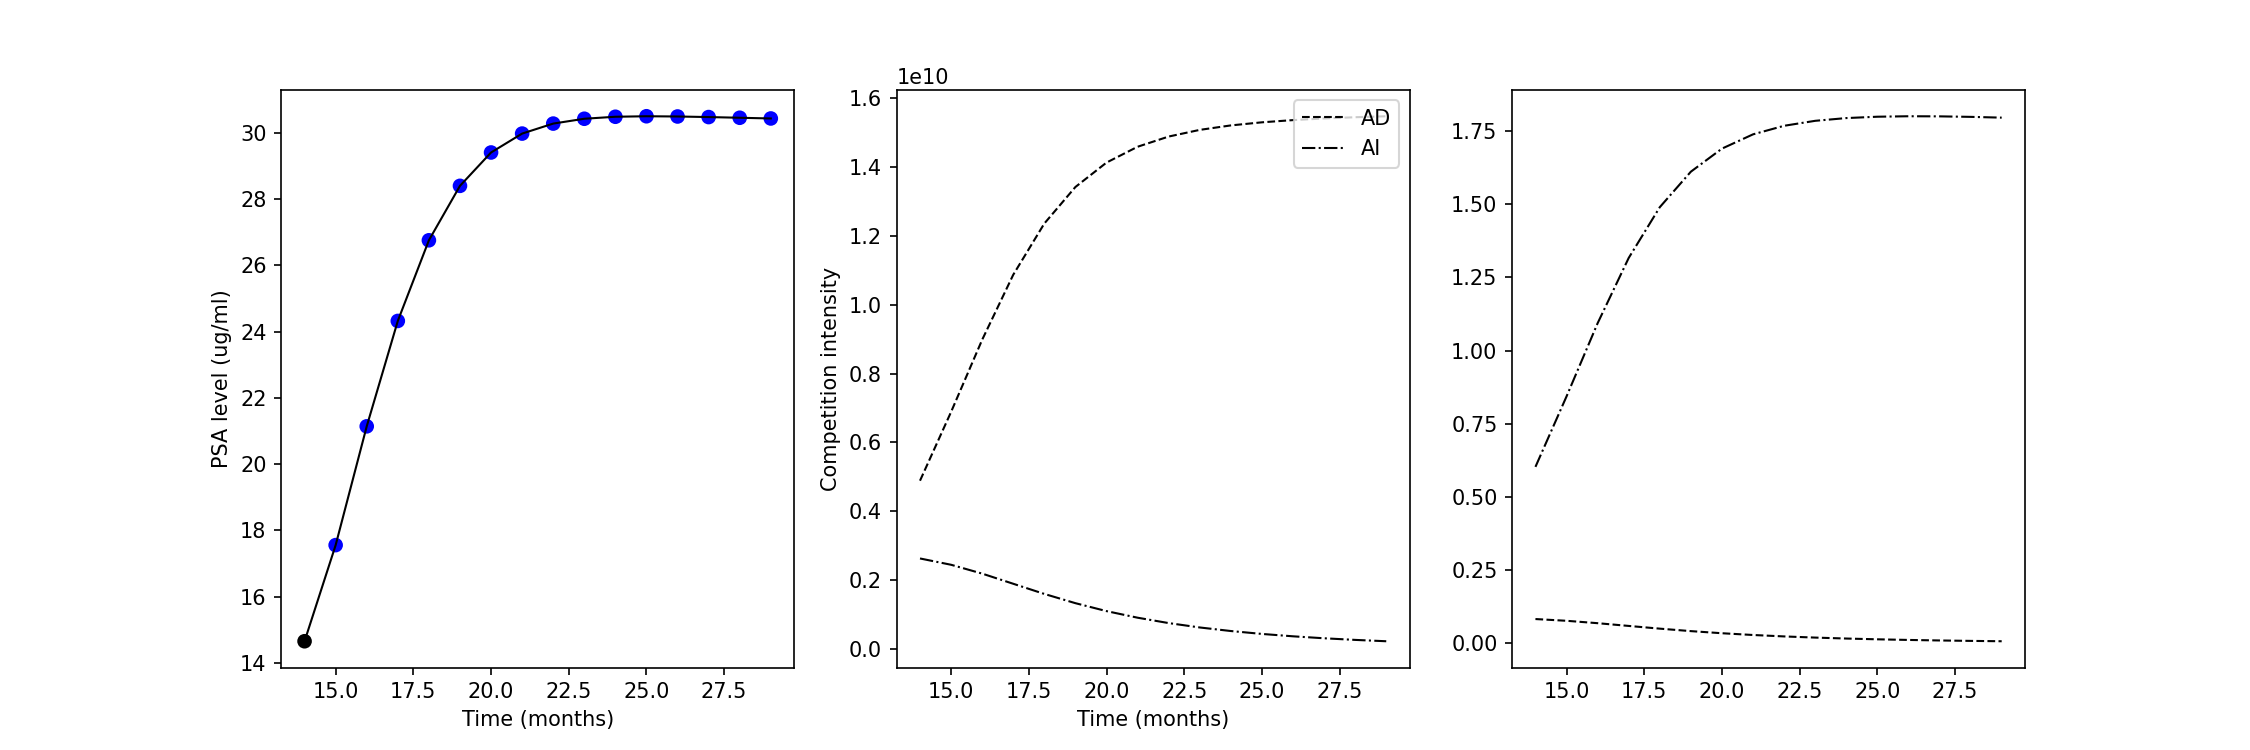 PSA level (ug/ml)
30
28
26
24
22
20
18
16
14
15.0 17.5 20.0 22.5 25.0 27.5
Time (months)
1e10
Competition intensity
1.6
1.4
1.2
1.0
0.8
0.6
0.4
0.2
0.0
AD
AI
15.0 17.5 20.0 22.5 25.0 27.5
Time (months)
1.75
1.50
1.25
1.00
0.75
0.50
0.25
0.00
15.0 17.5 20.0 22.5 25.0 27.5